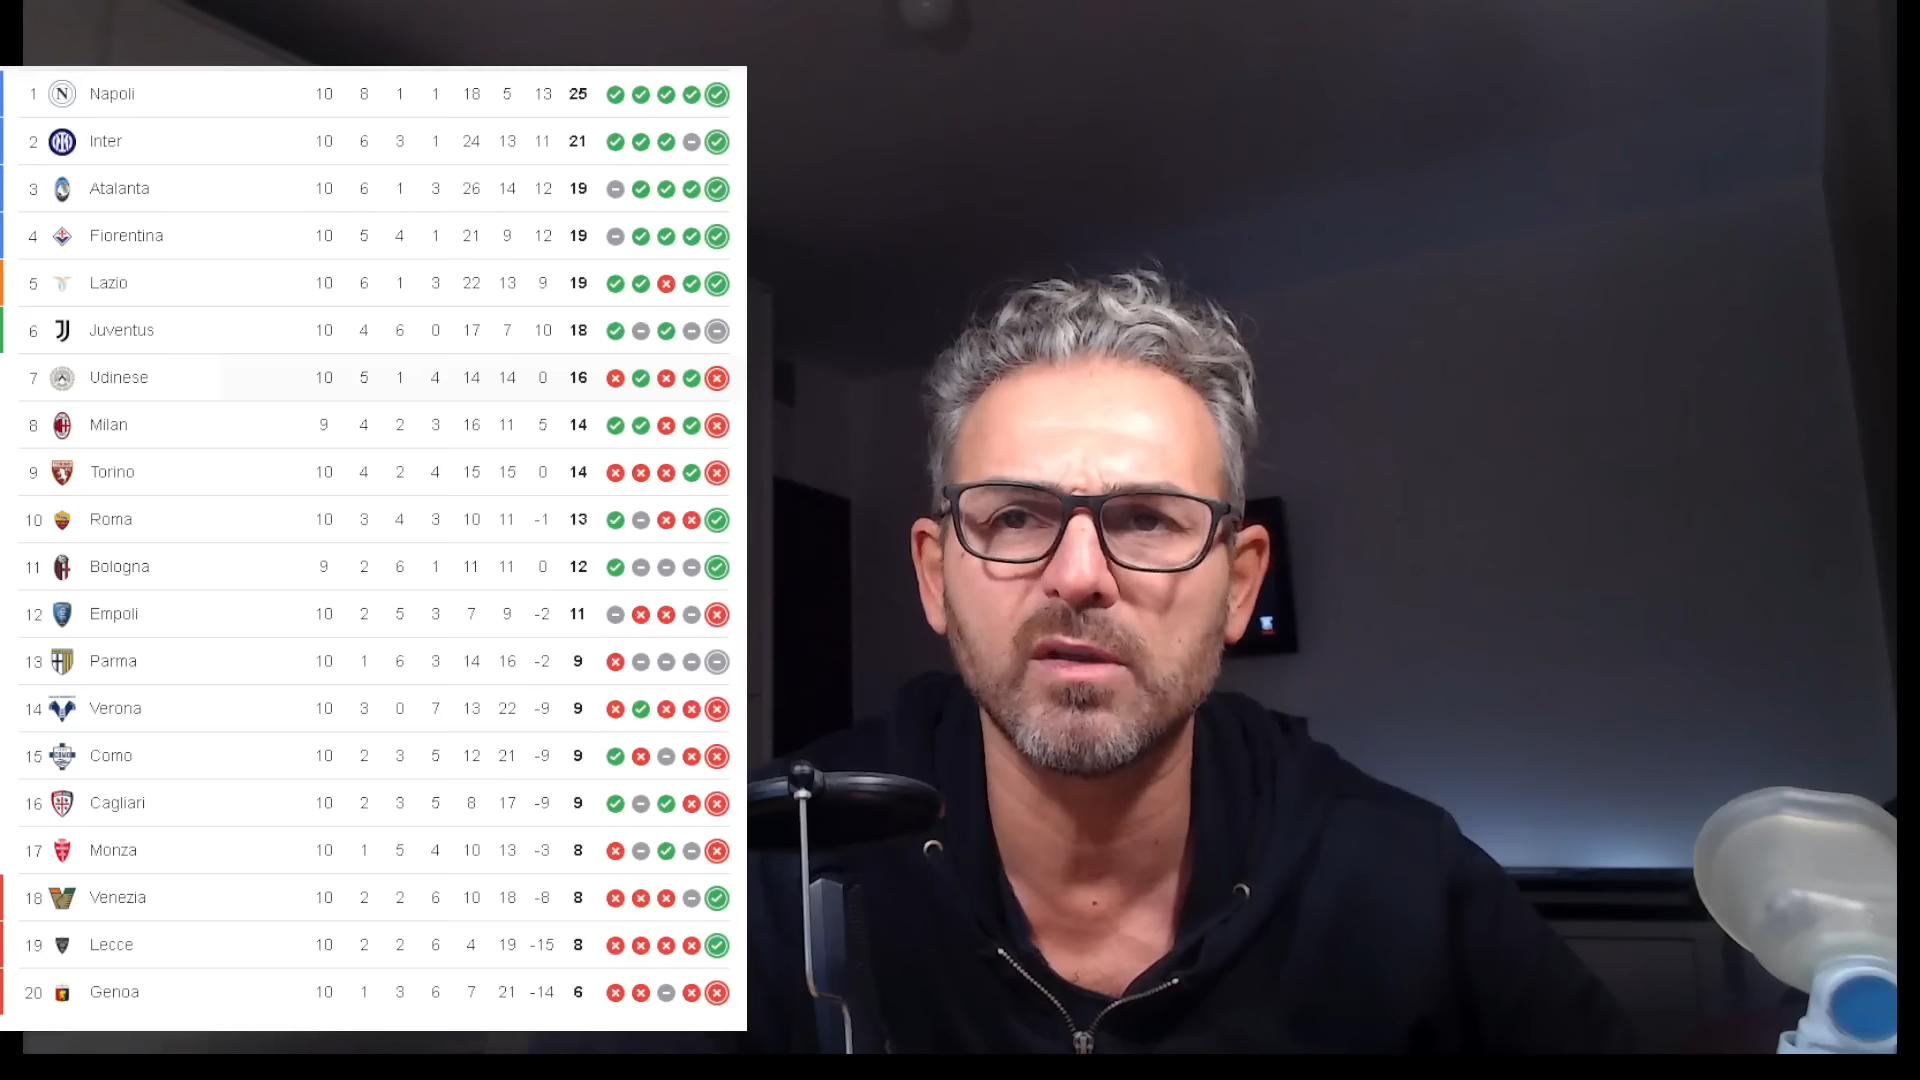 1 Napoli 10 8 1 1 18 5 13 25
2 Inter 10 6 3 1 24 13 11 21
3 Atalanta 10 6 1 3 26 14 12 19
4 Fiorentina 10 5 4 1 21 9 12 19
5 Lazio 10 6 1 3 22 13 9 19
6 Juventus 10 4 6 0 17 7 10 18
7 Udinese 10 5 1 4 14 14 0 16
8 Milan 9 4 2 3 16 11 5 14
9 Torino 10 4 2 4 15 15 0 14
10 Roma 10 3 4 3 10 11 -1 13
11 Bologna 9 2 6 1 11 11 0 12
12 Empoli 10 2 5 3 7 9 -2 11
13 Parma 10 1 6 3 14 16 -2 9
14 Verona 10 3 0 7 13 22 -9 9
15 Como 10 2 3 5 12 21 -9 9
16 Cagliari 10 2 3 5 8 17 -9 9
17 Monza 10 1 5 4 10 13 -3 8
18 Venezia 10 2 2 6 10 18 -8 8
19 Lecce 10 2 2 6 4 19 -15 8
20 Genoa 10 1 3 6 7 21 -14 6